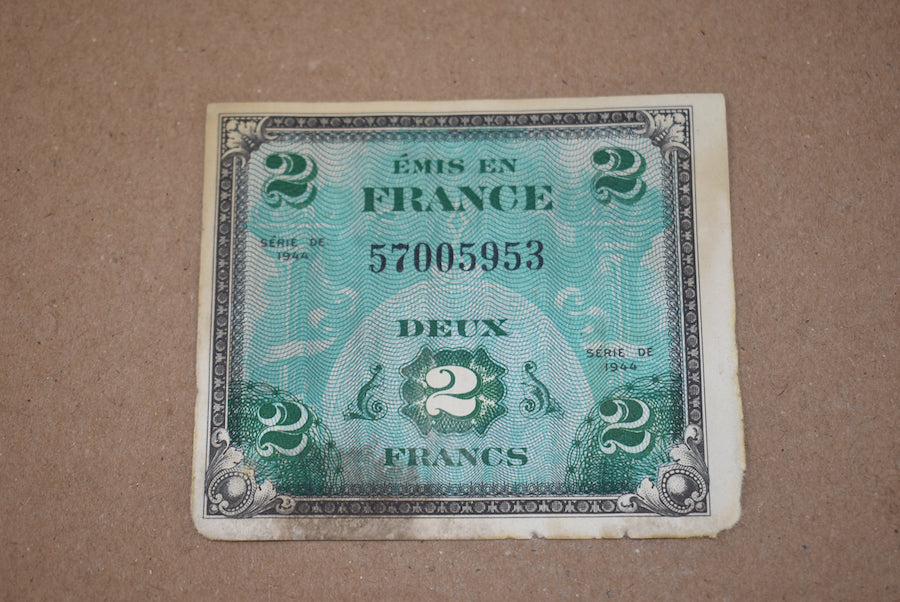 2 ÉMIS EN 2
FRANCE
SÉRIE DE
1944
57005953
DEUX
SÉRIE DE
1944
2
2 2
FRANCS